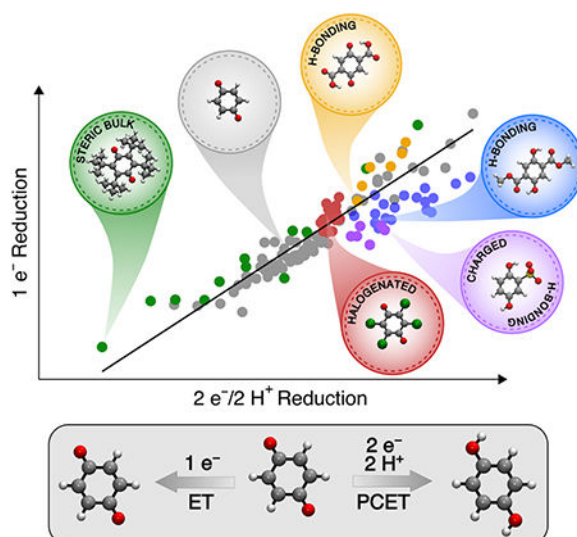 H-BONDING
STERIC BULK
H-BONDING
CHARGED
H-BONDING
HALOGENATED
1 e⁻ Reduction
2 e⁻/2 H⁺ Reduction
1 e⁻
ET
2 e⁻
2 H⁺
PCET